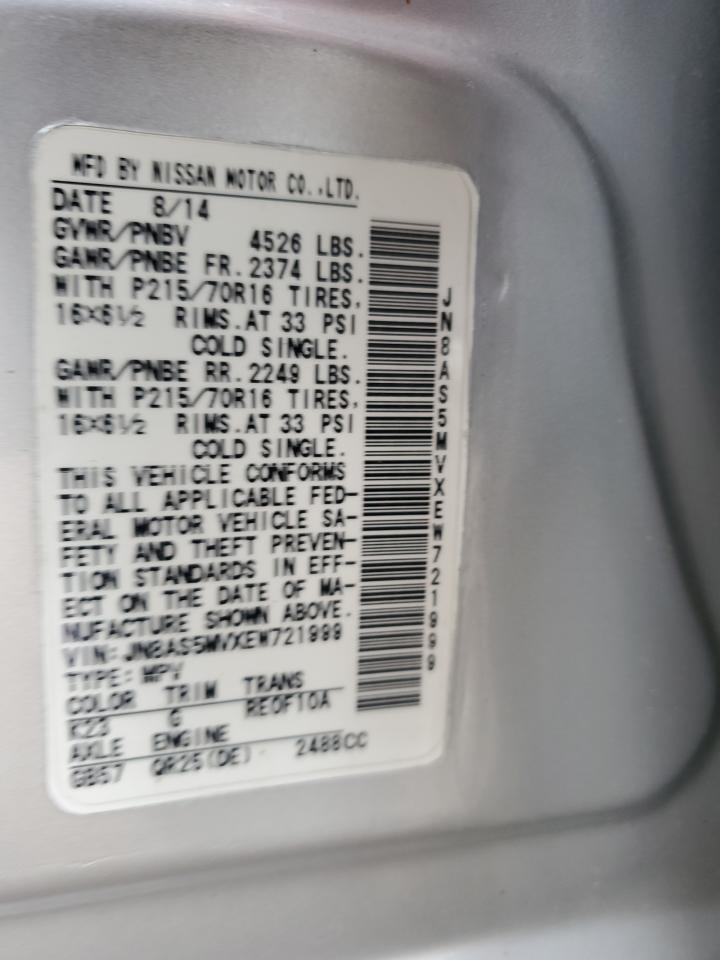 MFD BY NISSAN MOTOR CO.,LTD.
DATE 8/14
GVWR/PNBV 4526 LBS.
GAWR/PNBE FR. 2374 LBS.
WITH P215/70R16 TIRES,
16X6½ RIMS.AT 33 PSI
COLD SINGLE.
GAWR/PNBE RR. 2249 LBS.
WITH P215/70R16 TIRES,
16X6½ RIMS.AT 33 PSI
COLD SINGLE.
THIS VEHICLE CONFORMS
TO ALL APPLICABLE FED-
ERAL MOTOR VEHICLE SA-
FETY AND THEFT PREVEN-
TION STANDARDS IN EFF-
ECT ON THE DATE OF MA-
NUFACTURE SHOWN ABOVE.
VIN:JN8AS5MVXEW721999
TYPE:MPV
COLOR TRIM TRANS
K23 G RE0F10A
AXLE ENGINE
GB57 QR25(DE) 2488CC
JN8AS5MVXEW721999